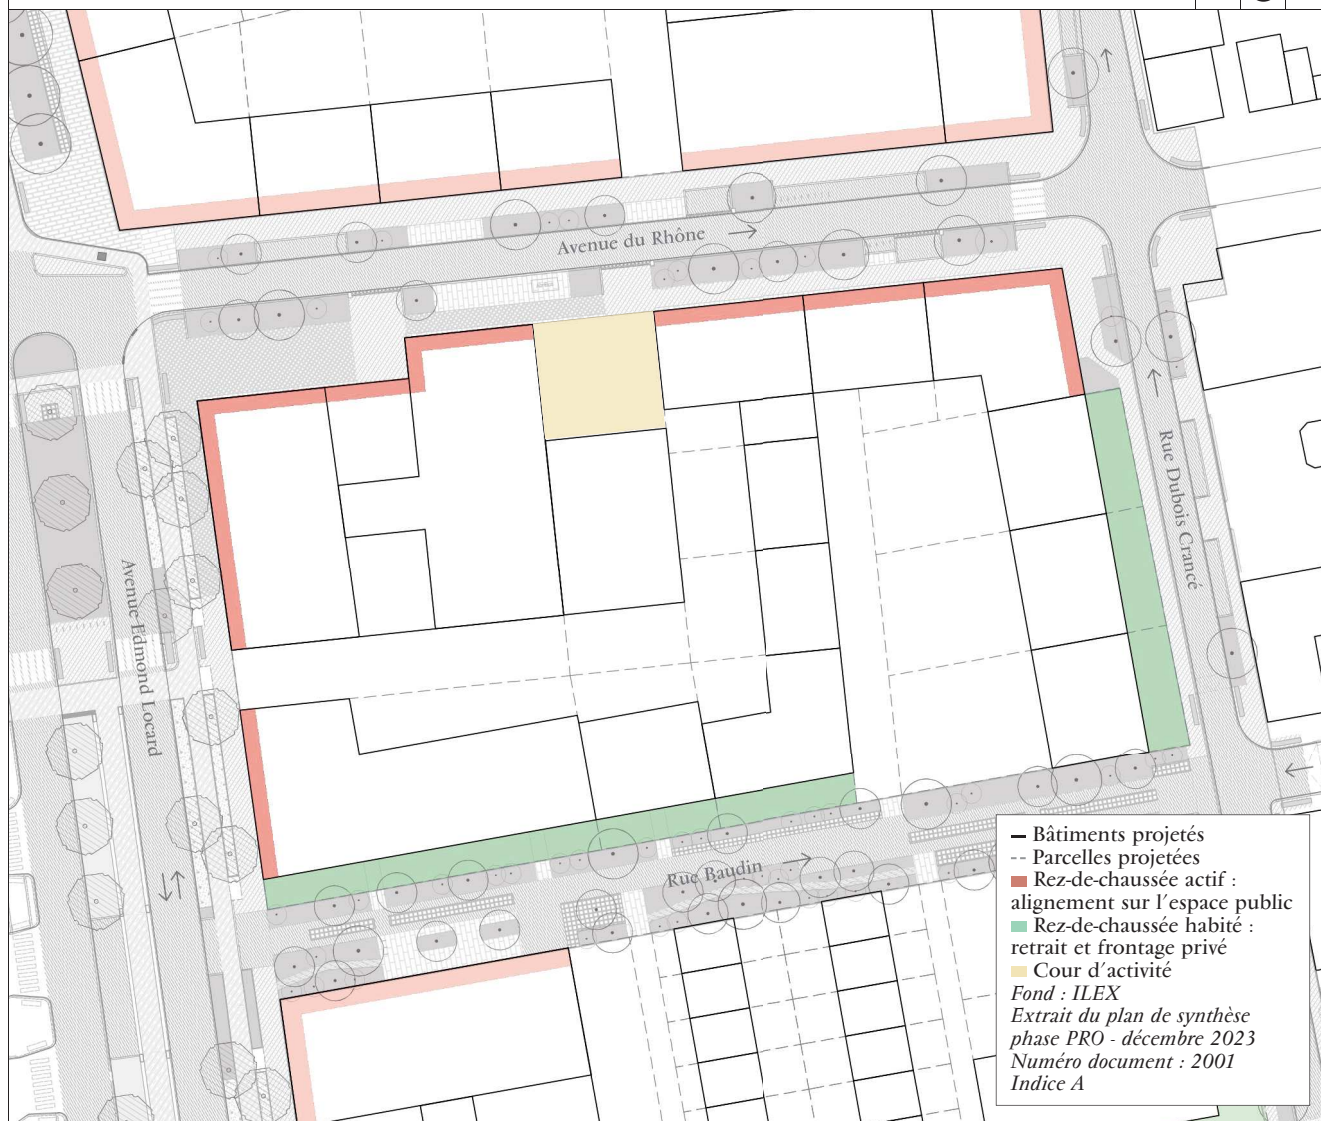 Avenue du Rhône
Rue Dubois Crancé
Avenue Edmond Locard
Rue Baudin
Bâtiments projetés
Parcelles projetées
Rez-de-chaussée actif :
alignement sur l'espace public
Rez-de-chaussée habité :
retrait et frontage privé
Cour d'activité
Fond : ILEX
Extrait du plan de synthèse
phase PRO - décembre 2023
Numéro document : 2001
Indice A